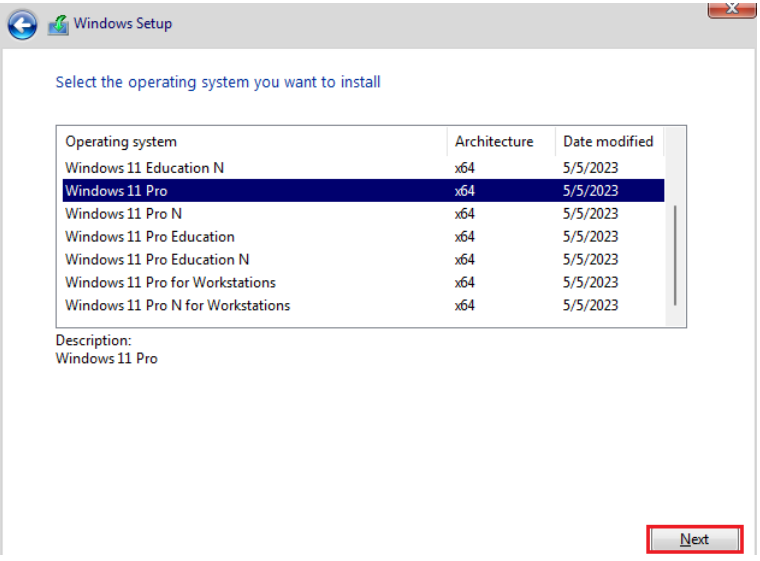 Windows Setup
Select the operating system you want to install
Operating system Architecture Date modified
Windows 11 Education N x64 5/5/2023
Windows 11 Pro x64 5/5/2023
Windows 11 Pro N x64 5/5/2023
Windows 11 Pro Education x64 5/5/2023
Windows 11 Pro Education N x64 5/5/2023
Windows 11 Pro for Workstations x64 5/5/2023
Windows 11 Pro N for Workstations x64 5/5/2023
Description:
Windows 11 Pro
Next